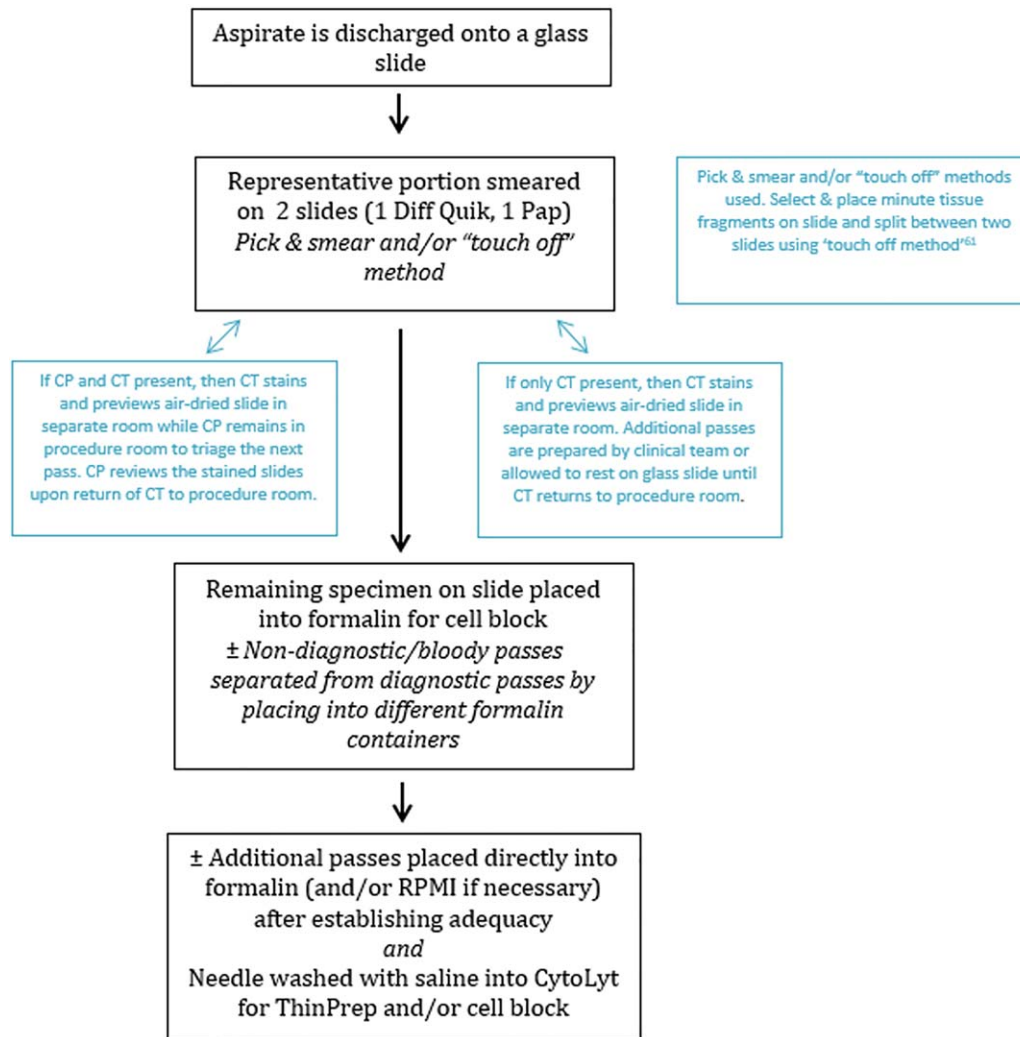 Aspirate is discharged onto a glass
slide
Representative portion smeared
on 2 slides (1 Diff Quik, 1 Pap)
Pick & smear and/or “touch off”
method
Pick & smear and/or “touch off” methods
used. Select & place minute tissue
fragments on slide and split between two
slides using ‘touch off method’⁶¹
If CP and CT present, then CT stains
and previews air-dried slide in
separate room while CP remains in
procedure room to triage the next
pass. CP reviews the stained slides
upon return of CT to procedure room.
If only CT present, then CT stains
and previews air-dried slide in
separate room. Additional passes
are prepared by clinical team or
allowed to rest on glass slide until
CT returns to procedure room.
Remaining specimen on slide placed
into formalin for cell block
± Non-diagnostic/bloody passes
separated from diagnostic passes by
placing into different formalin
containers
± Additional passes placed directly into
formalin (and/or RPMI if necessary)
after establishing adequacy
and
Needle washed with saline into CytoLyt
for ThinPrep and/or cell block